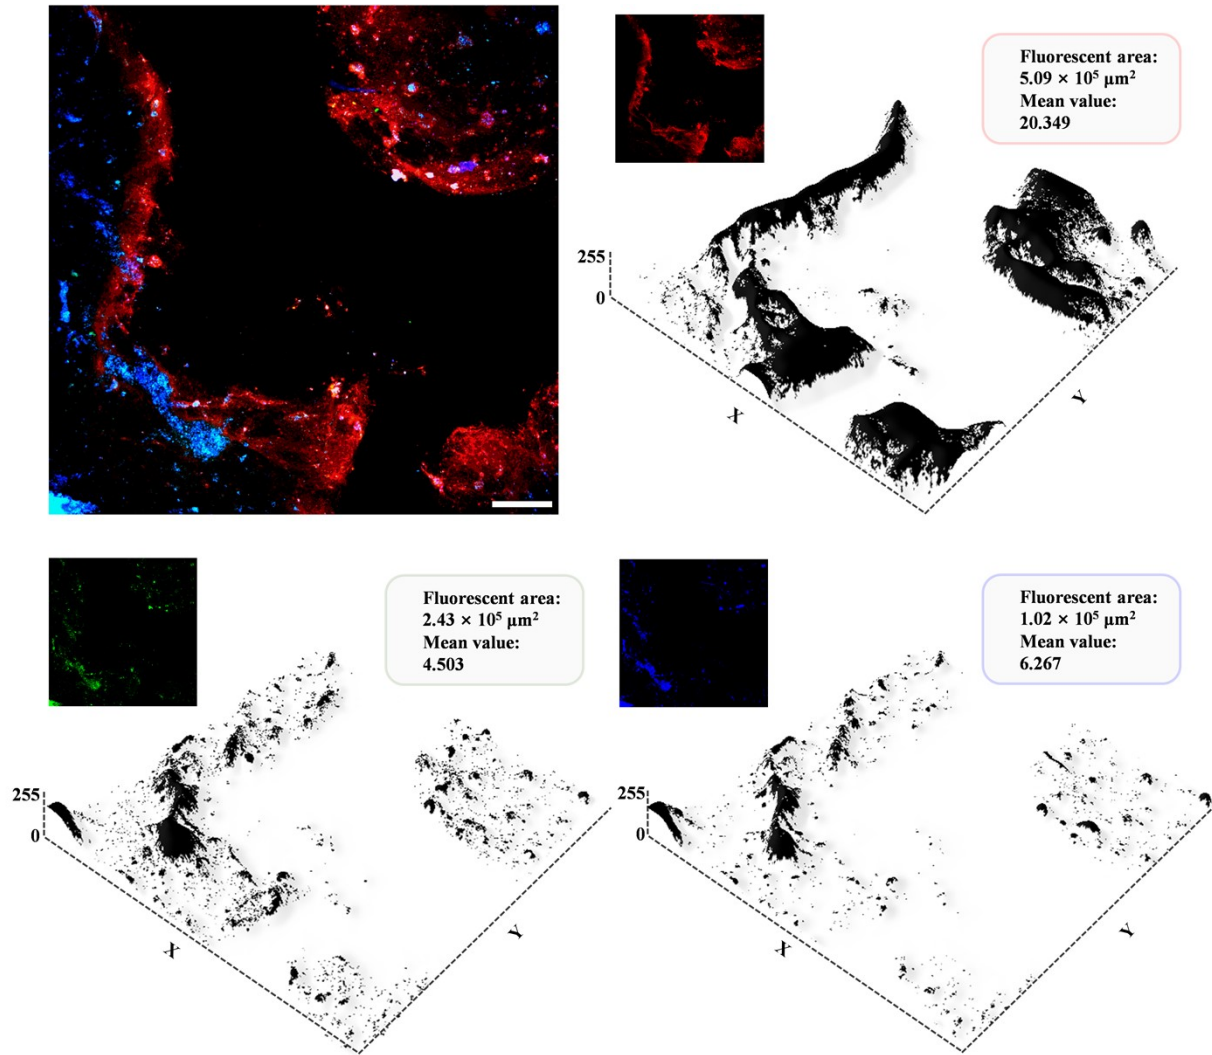 Fluorescent area:
5.09 × 10⁵ µm²
Mean value:
20.349
255
0
X
Y
Fluorescent area:
2.43 × 10⁵ µm²
Mean value:
4.503
255
0
X
Y
Fluorescent area:
1.02 × 10⁵ µm²
Mean value:
6.267
255
0
X
Y